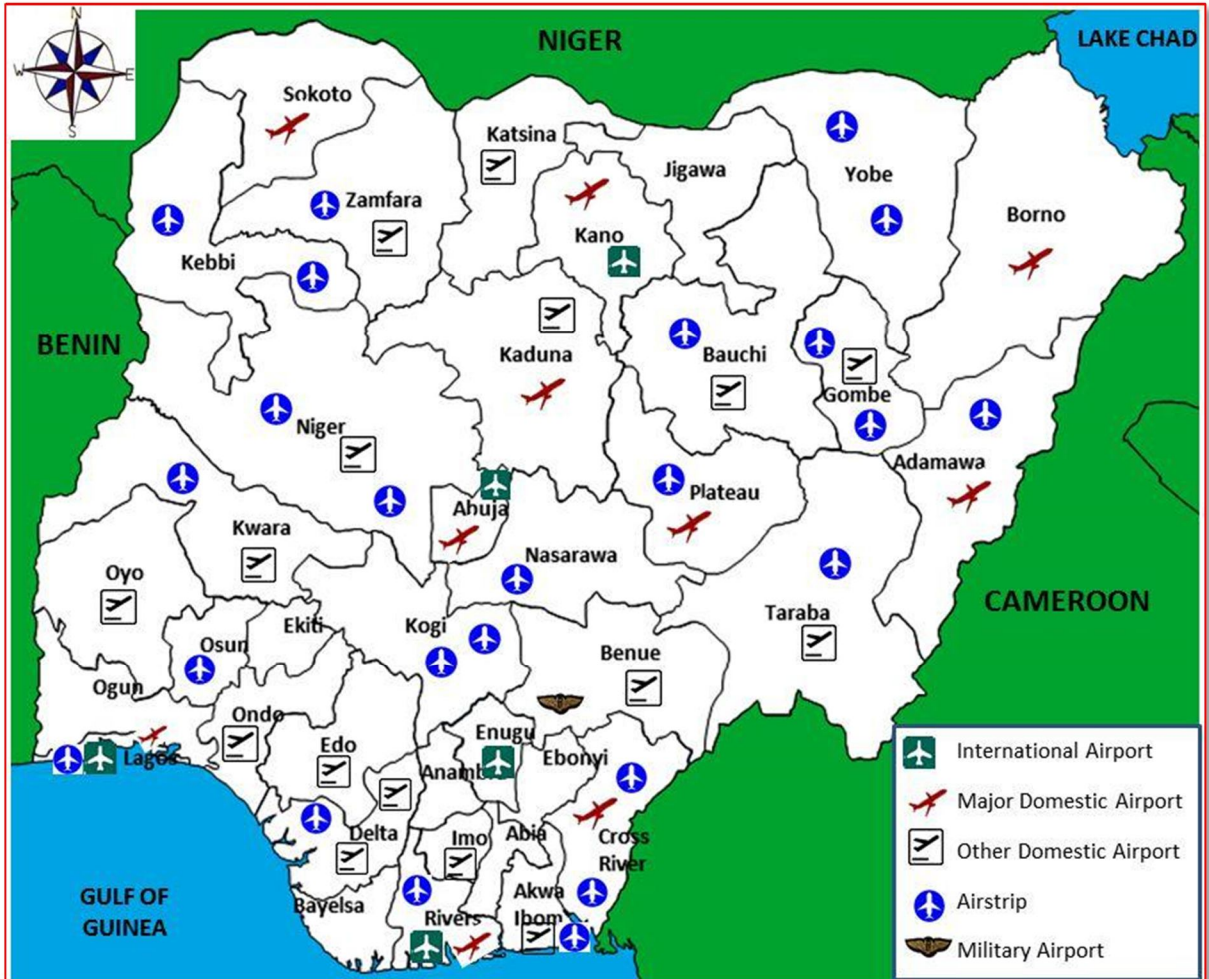 N
W
E
S
NIGER
LAKE CHAD
Sokoto
Katsina
Jigawa
Yobe
Zamfara
Borno
Kano
Kebbi
BENIN
Kaduna
Bauchi
Gombe
Niger
Adamawa
Plateau
Abuja
Kwara
Nasarawa
Oyo
CAMEROON
Taraba
Ekiti
Kogi
Osun
Benue
Ogun
Ondo
Enugu
Edo
Ebonyi
Lagos
Anamb
International Airport
Major Domestic Airport
Delta
Imo
Abia
Cross
River
Other Domestic Airport
GULF OF
GUINEA
Bayelsa
Akwa
Ibom
Rivers
Airstrip
Military Airport